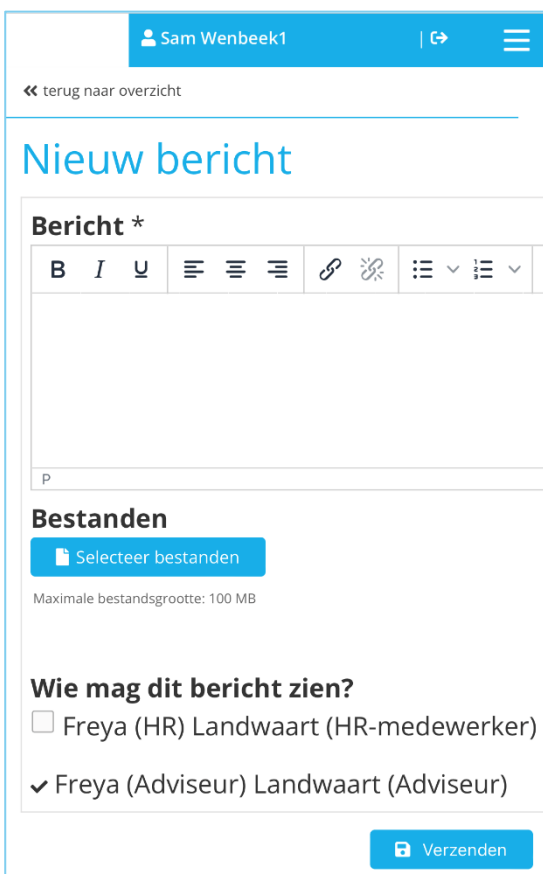 Sam Wenbeek1 |
terug naar overzicht
Nieuw bericht
Bericht *
B I U
P
Bestanden
Selecteer bestanden
Maximale bestandsgrootte: 100 MB
Wie mag dit bericht zien?
Freya (HR) Landwaart (HR-medewerker)
Freya (Adviseur) Landwaart (Adviseur)
Verzenden